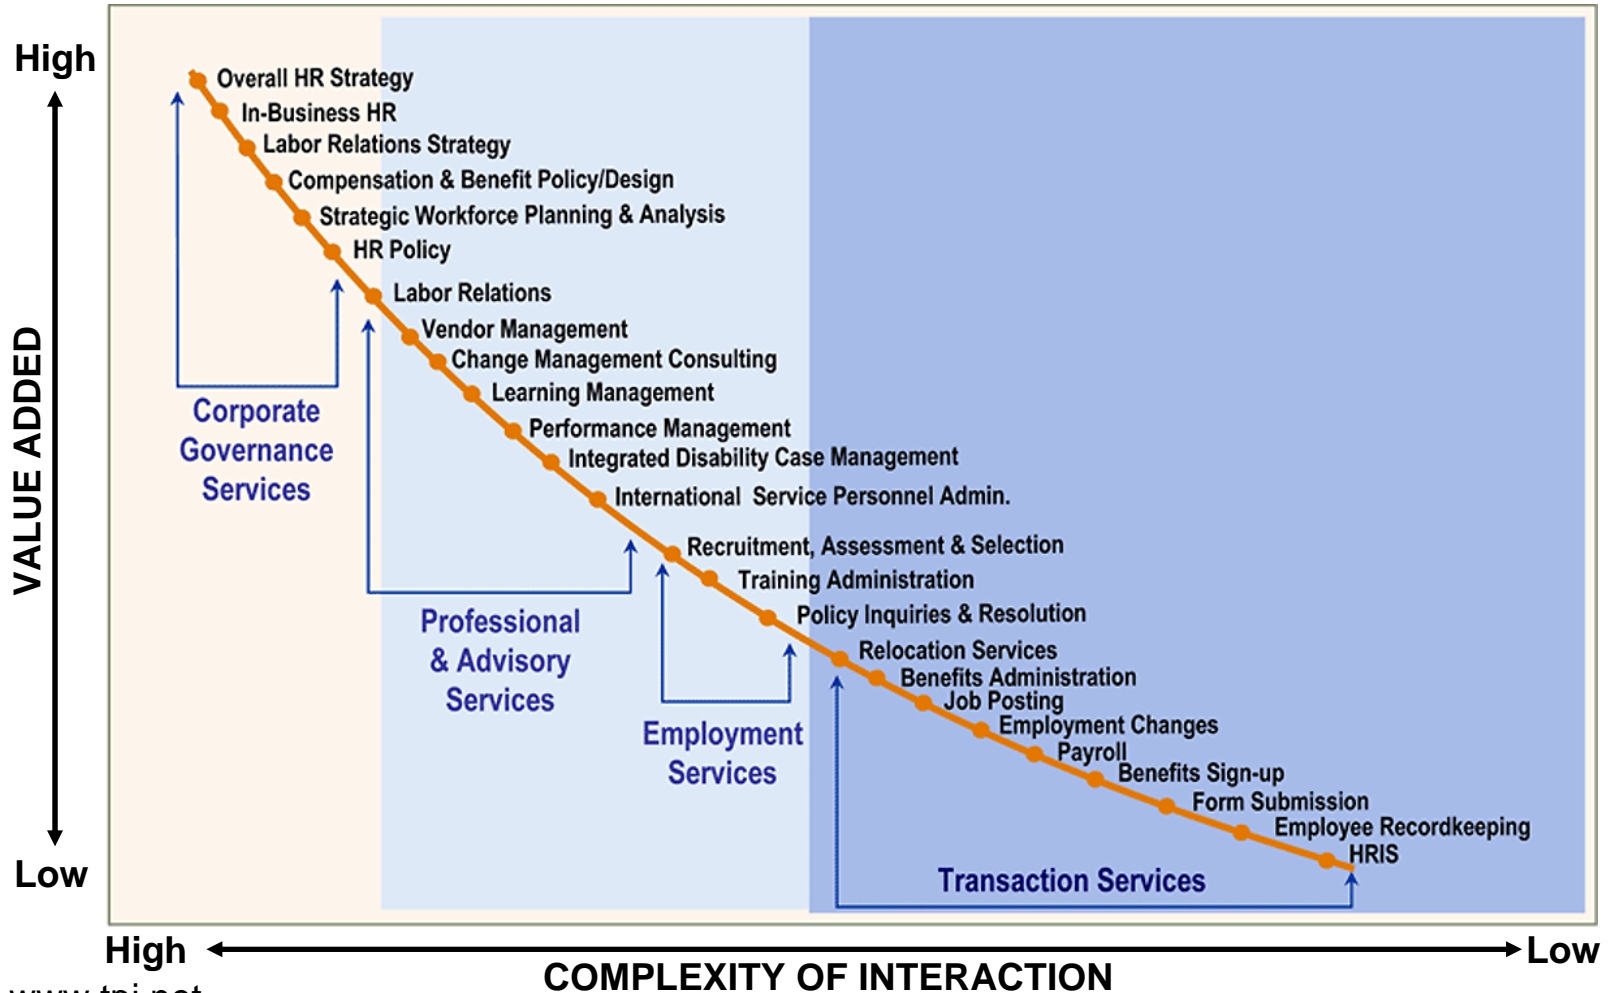 High
Overall HR Strategy
In-Business HR
Labor Relations Strategy
Compensation & Benefit Policy/Design
Strategic Workforce Planning & Analysis
HR Policy
Labor Relations
Vendor Management
Change Management Consulting
Learning Management
Performance Management
Integrated Disability Case Management
International Service Personnel Admin.
Recruitment, Assessment & Selection
Training Administration
Policy Inquiries & Resolution
Relocation Services
Benefits Administration
Job Posting
Employment Changes
Payroll
Benefits Sign-up
Form Submission
Employee Recordkeeping
HRIS
Corporate
Governance
Services
Professional
& Advisory
Services
Employment
Services
Transaction Services
VALUE ADDED
Low
High
Low
COMPLEXITY OF INTERACTION